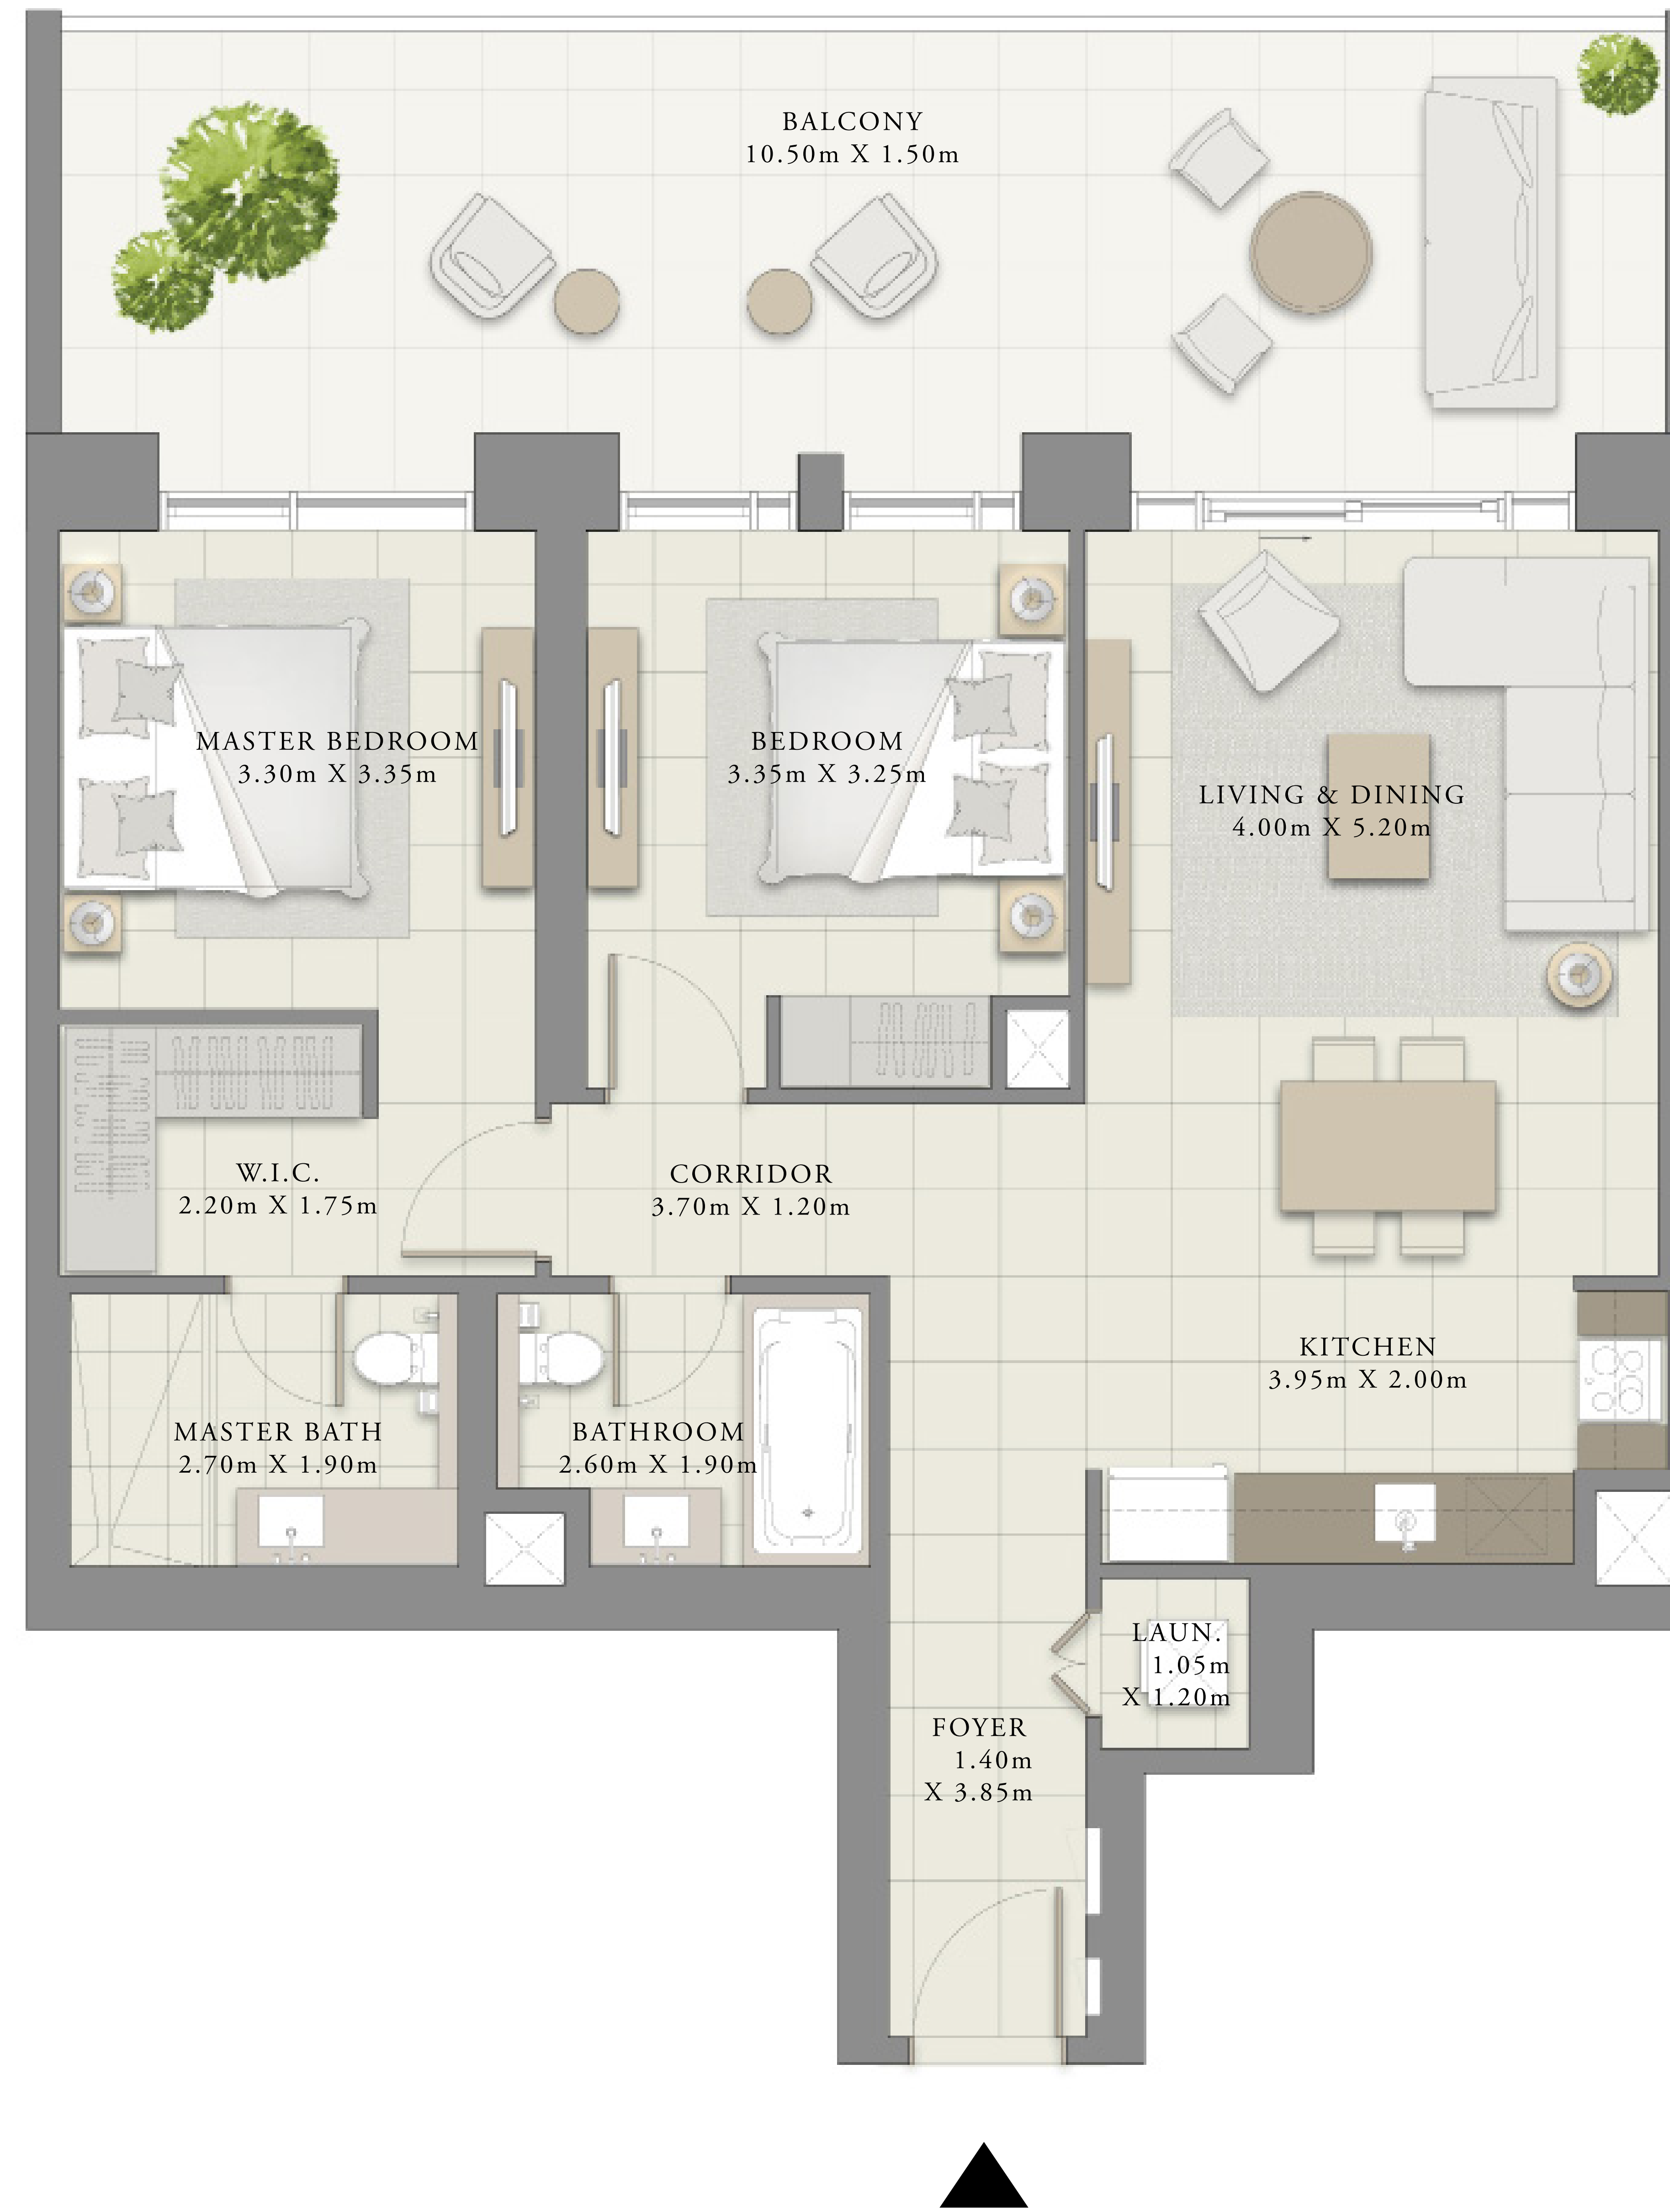 BALCONY
10.50m X 1.50m
MASTER BEDROOM
3.30m X 3.35m
BEDROOM
3.35m X 3.25m
LIVING & DINING
4.00m X 5.20m
W.I.C.
2.20m X 1.75m
CORRIDOR
3.70m X 1.20m
KITCHEN
3.95m X 2.00m
MASTER BATH
2.70m X 1.90m
BATHROOM
2.60m X 1.90m
LAUN.
1.05m
X 1.20m
FOYER
1.40m
X 3.85m